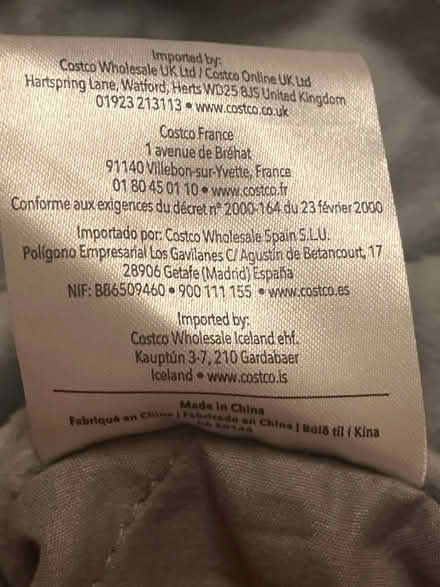 Imported by:
Costco Wholesale UK Ltd / Costco Online UK Ltd
Hartspring Lane, Watford, Herts WD25 8JS United Kingdom
01923 213113 • www.costco.co.uk
Costco France
1 avenue de Bréhat
91140 Villebon-sur-Yvette, France
01 80 45 01 10 • www.costco.fr
Conforme aux exigences du décret n° 2000-164 du 23 février 2000
Importado por: Costco Wholesale Spain S.L.U.
Polígono Empresarial Los Gavilanes C/ Agustín de Betancourt, 17
28906 Getafe (Madrid) España
NIF: B86509460 • 900 111 155 • www.costco.es
Imported by:
Costco Wholesale Iceland ehf.
Kauptún 3-7, 210 Gardabaer
Iceland • www.costco.is
Made in China
Fabriqué en Chine | Fabricado en China | Búið til í Kína